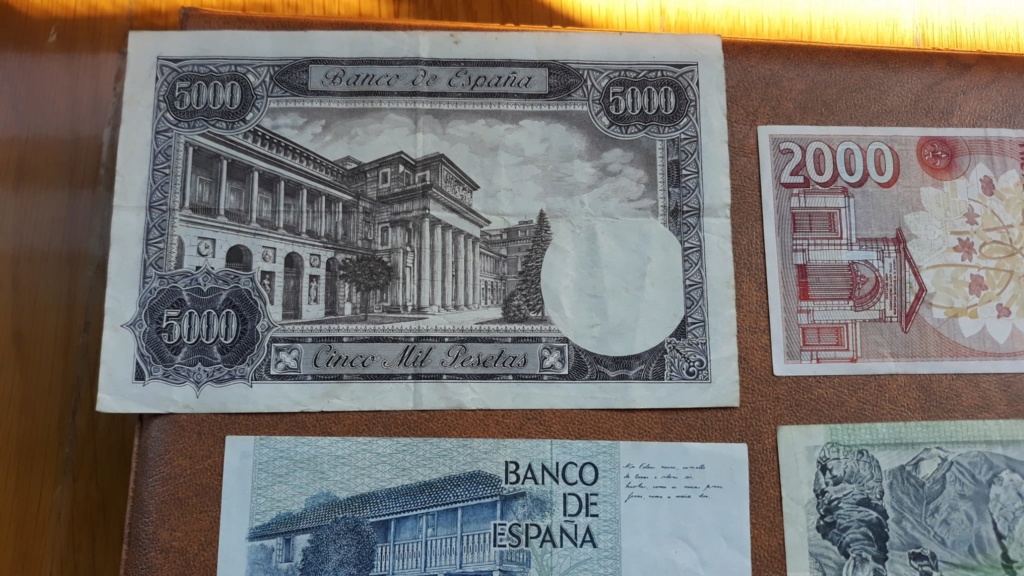 Banco de España
5000
5000
5000
Cinco Mil Pesetas
2000
BANCO
DE
ESPAÑA